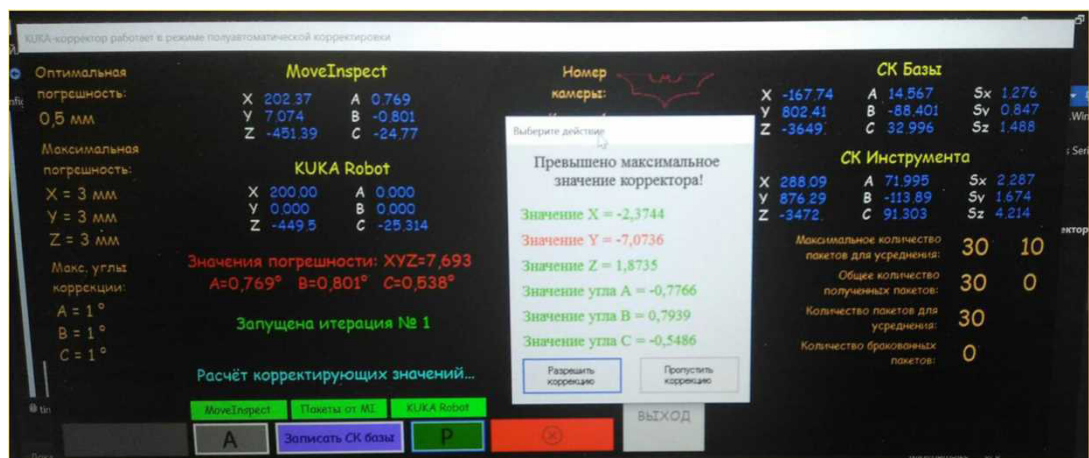 KUKA-корректор работает в режиме полуавтоматической корректировки
Оптимальная
погрешность:
0,5 мм
Максимальная
погрешность:
X = 3 мм
Y = 3 мм
Z = 3 мм
Макс. углы
коррекции:
A = 1°
B = 1°
C = 1°
MoveInspect
X 202.37 A 0.769
Y 7.074 B -0.801
Z -451.39 C -24.77
KUKA Robot
X 200.00 A 0.000
Y 0.000 B 0.000
Z -449.5 C -25.314
Значения погрешности: XYZ=7,693
A=0,769° B=0,801° C=0,538°
Запущена итерация № 1
Расчёт корректирующих значений...
MoveInspect Пакеты от MI KUKA Robot
A Записать СК базы P
ВЫХОД
Номер
камеры:
Выберите действие
Превышено максимальное
значение корректора!
Значение X = -2,3744
Значение Y = -7,0736
Значение Z = 1,8735
Значение угла A = -0,7766
Значение угла B = 0,7939
Значение угла C = -0,5486
Разрешить
коррекцию
Пропустить
коррекцию
СК Базы
X -167.74 A 14.567 Sx 1.276
Y 802.41 B -88.401 Sy 0.847
Z -3649. C 32.996 Sz 1.488
СК Инструмента
X 288.09 A 71.995 Sx 2.287
Y 876.29 B -113.89 Sy 1.674
Z -3472. C 91.303 Sz 4.214
Максимальное количество
пакетов для усреднения: 30 10
Общее количество
полученных пакетов: 30 0
Количество пакетов для
усреднения: 30
Количество бракованных
пакетов: 0